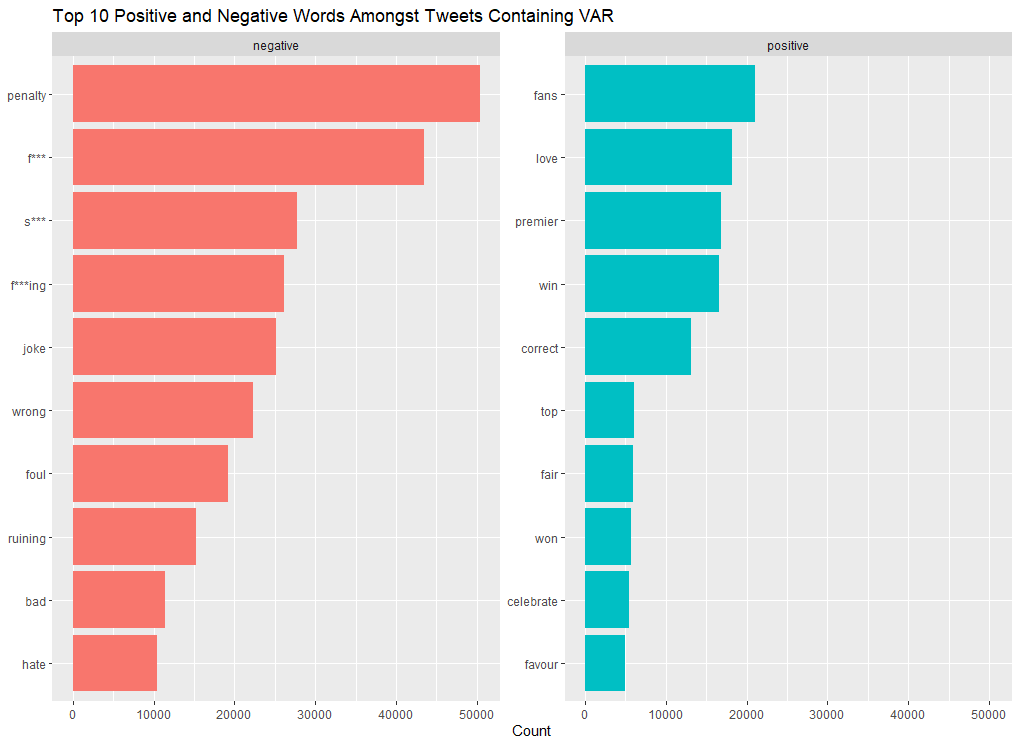 Top 10 Positive and Negative Words Amongst Tweets Containing VAR
negative
penalty
f***
s***
f***ing
joke
wrong
foul
ruining
bad
hate
0 10000 20000 30000 40000 50000
positive
fans
love
premier
win
correct
top
fair
won
celebrate
favour
0 10000 20000 30000 40000 50000
Count